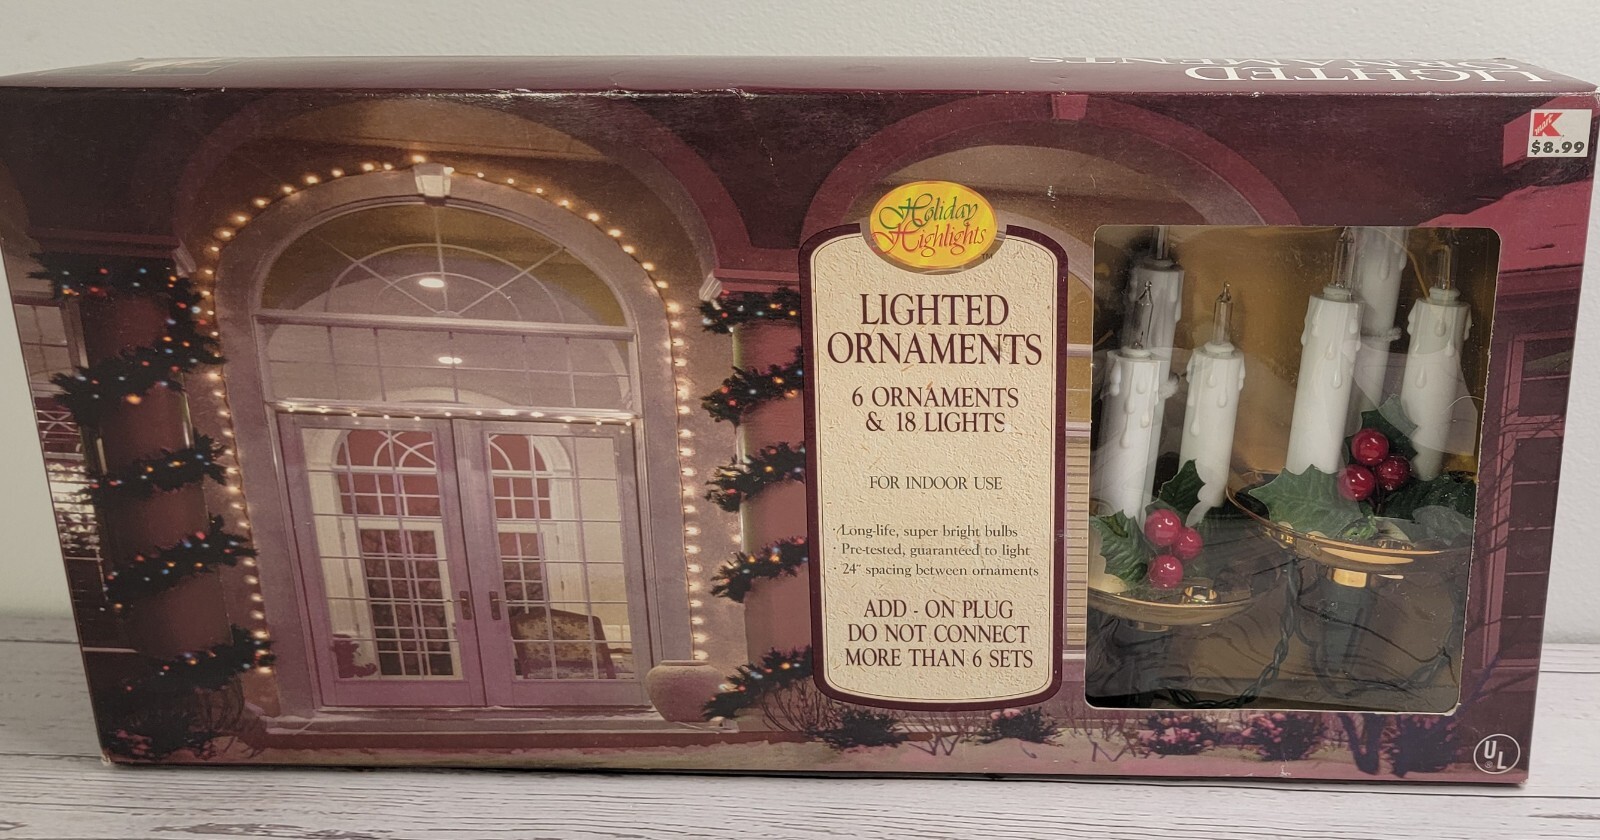 LIGHTED
ORNAMENTS
Kmart
$8.99
Holiday
Highlights™
LIGHTED
ORNAMENTS
6 ORNAMENTS
& 18 LIGHTS
FOR INDOOR USE
· Long-life, super bright bulbs
· Pre-tested, guaranteed to light
· 24" spacing between ornaments
ADD - ON PLUG
DO NOT CONNECT
MORE THAN 6 SETS
UL®